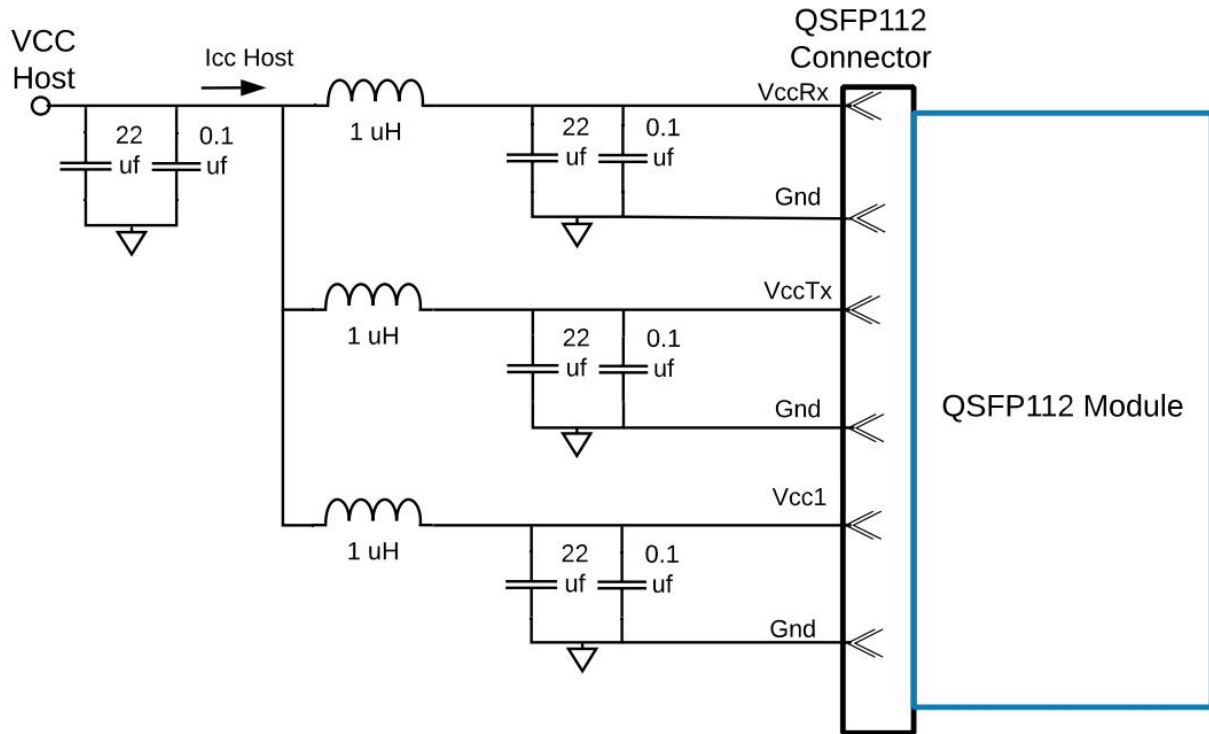 QSFP112
Connector
VCC
Host
Icc Host
VccRx
1 uH
22
uf
0.1
uf
22
uf
0.1
uf
Gnd
VccTx
1 uH
22
uf
0.1
uf
Gnd
QSFP112 Module
Vcc1
1 uH
22
uf
0.1
uf
Gnd